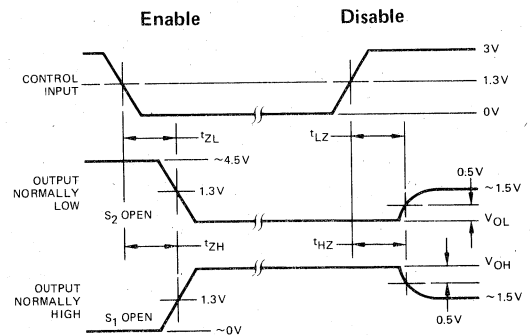 Enable Disable
3V
CONTROL INPUT
1.3V
0V
tZL
tLZ
~4.5V
0.5V
OUTPUT NORMALLY LOW
1.3V
~1.5V
S2 OPEN
VOL
tZH
tHZ
VOH
OUTPUT NORMALLY HIGH
S1 OPEN
1.3V
~1.5V
~0V
0.5V